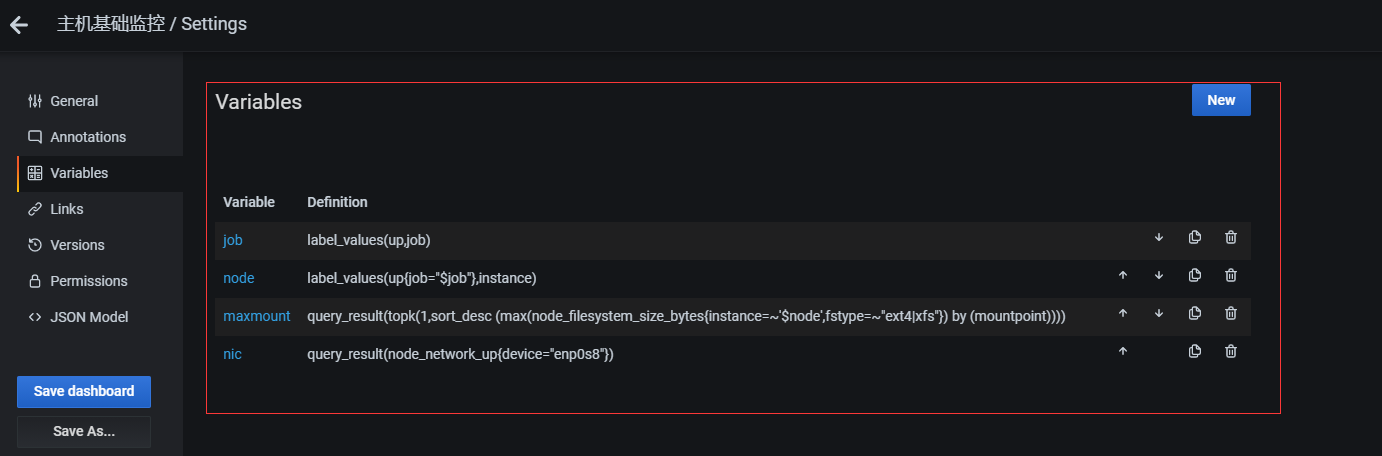 主机基础监控 / Settings
General
Annotations
Variables
Links
Versions
Permissions
JSON Model
Save dashboard
Save As...
Variables
New
Variable Definition
job label_values(up,job)
node label_values(up{job="$job"},instance)
maxmount query_result(topk(1,sort_desc (max(node_filesystem_size_bytes{instance=~'$node',fstype=~"ext4|xfs"}) by (mountpoint))))
nic query_result(node_network_up{device="enp0s8"})